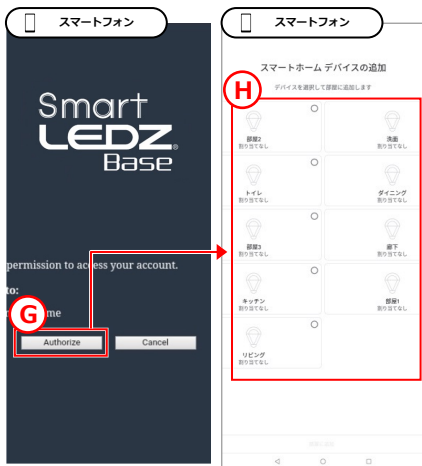 スマートフォン
Smart
LEDZ
Base
permission to access your account.
to:
me
G
Authorize
Cancel
スマートフォン
スマートホーム デバイスの追加
デバイスを選択して部屋に追加します
H
部屋2
割り当てなし
洗面
割り当てなし
トイレ
割り当てなし
ダイニング
割り当てなし
部屋3
割り当てなし
廊下
割り当てなし
キッチン
割り当てなし
部屋1
割り当てなし
リビング
割り当てなし